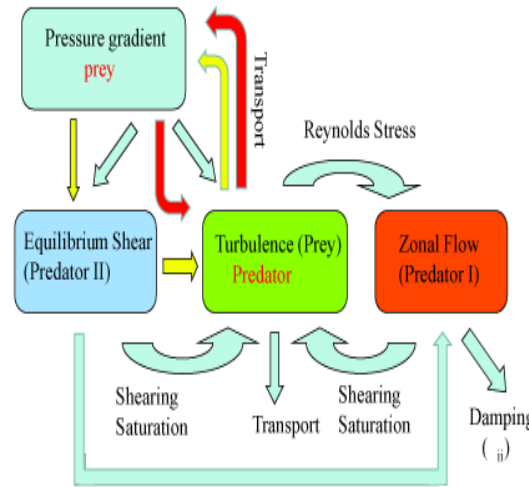 Pressure gradient
prey
Transport
Reynolds Stress
Equilibrium Shear
(Predator II)
Turbulence (Prey)
Predator
Zonal Flow
(Predator I)
Shearing
Saturation
Transport
Shearing
Saturation
Damping
( ii)